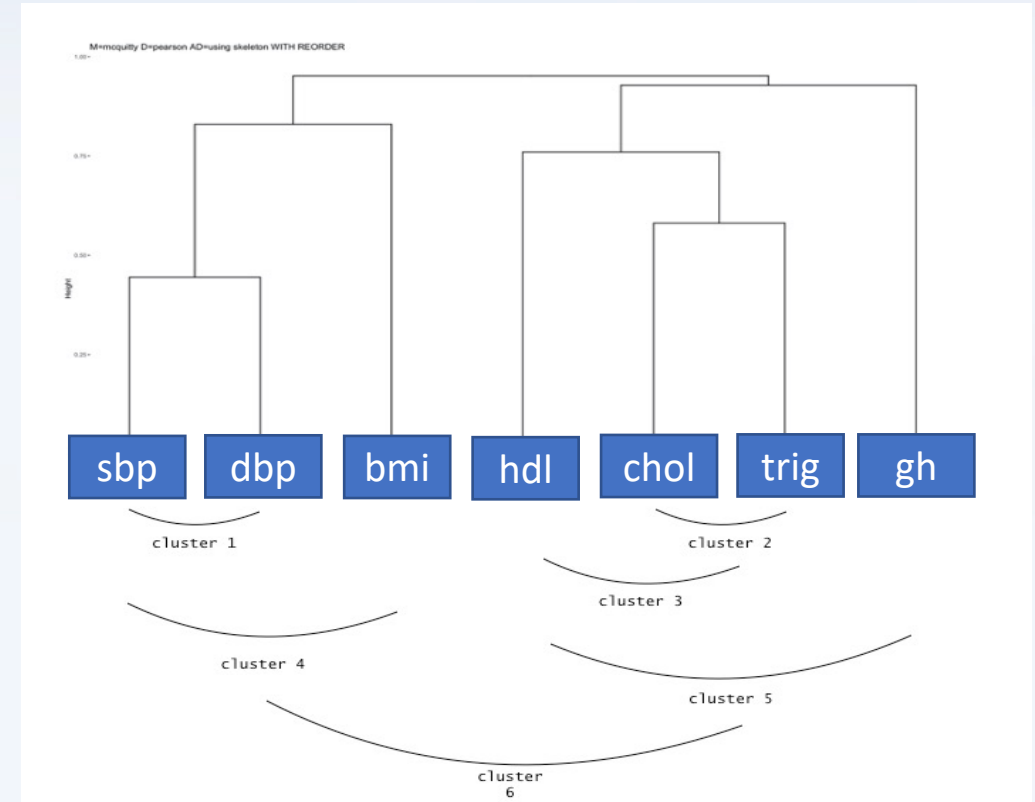 M=mcquitty D=pearson AD=using skeleton WITH REORDER
1.00
0.75
0.50
Height
0.25
sbp dbp bmi hdl chol trig gh
cluster 1 cluster 2
cluster 3
cluster 4
cluster 5
cluster
6